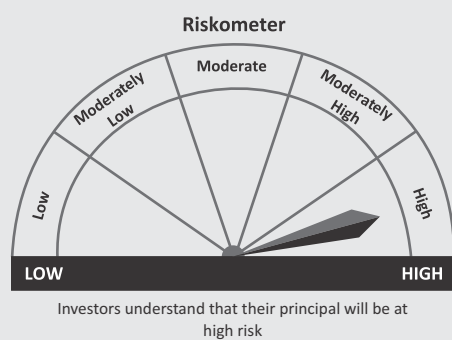 Riskometer
Low
Moderately
Low
Moderate
Moderately
High
High
LOW
HIGH
Investors understand that their principal will be at
high risk